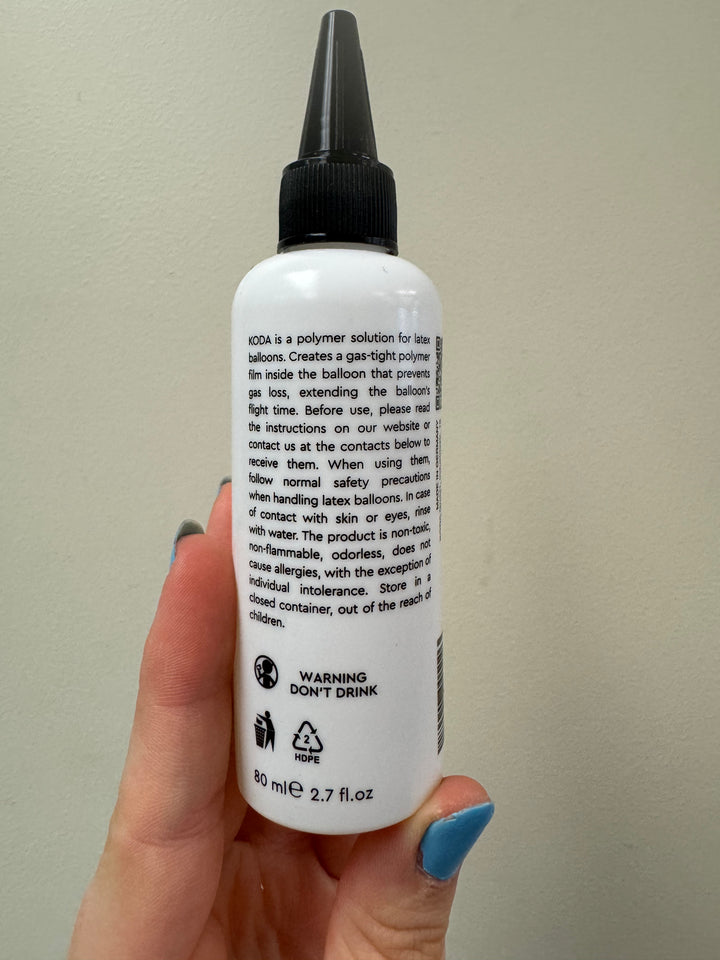 KODA is a polymer solution for latex
balloons. Creates a gas-tight polymer
film inside the balloon that prevents
gas loss, extending the balloon's
flight time. Before use, please read
the instructions on our website or
contact us at the contacts below to
receive them. When using them,
follow normal safety precautions
when handling latex balloons. In case
of contact with skin or eyes, rinse
with water. The product is non-toxic,
non-flammable, odorless, does not
cause allergies, with the exception of
individual intolerance. Store in a
closed container, out of the reach of
children.
WARNING
DON'T DRINK
2
HDPE
80 ml℮ 2.7 fl.oz
MADE IN GERMANY